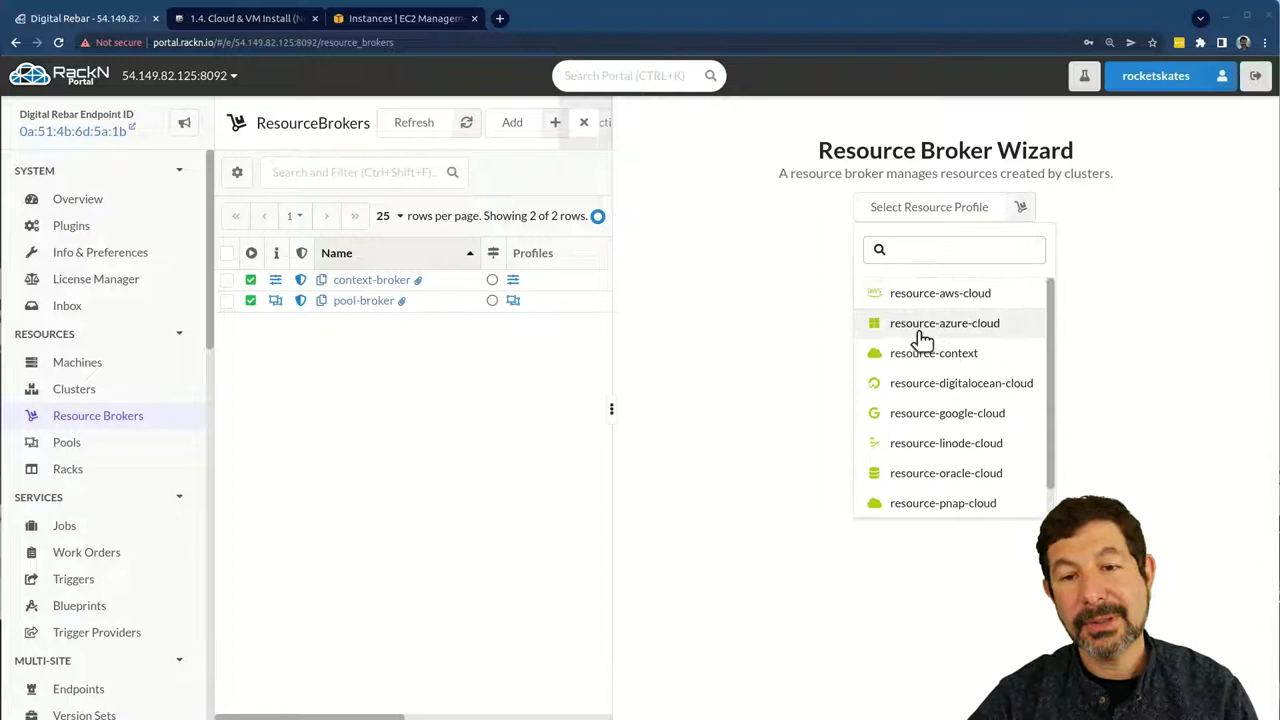 Digital Rebar - 54.149.82.
1.4. Cloud & VM Install (N
Instances | EC2 Managem
Not secure | portal.rackn.io/#/e/54.149.82.125:8092/resource_brokers
RackN
Portal
54.149.82.125:8092
Search Portal (CTRL+K)
rocketskates
Digital Rebar Endpoint ID
0a:51:4b:6d:5a:1b
SYSTEM
Overview
Plugins
Info & Preferences
License Manager
Inbox
RESOURCES
Machines
Clusters
Resource Brokers
Pools
Racks
SERVICES
Jobs
Work Orders
Triggers
Blueprints
Trigger Providers
MULTI-SITE
Endpoints
Version Sets
ResourceBrokers
Refresh
Add
cti
Search and Filter (Ctrl+Shift+F)..
1
25 rows per page. Showing 2 of 2 rows.
Name
Profiles
context-broker
pool-broker
Resource Broker Wizard
A resource broker manages resources created by clusters.
Select Resource Profile
aws
resource-aws-cloud
resource-azure-cloud
resource-context
resource-digitalocean-cloud
resource-google-cloud
resource-linode-cloud
resource-oracle-cloud
resource-pnap-cloud